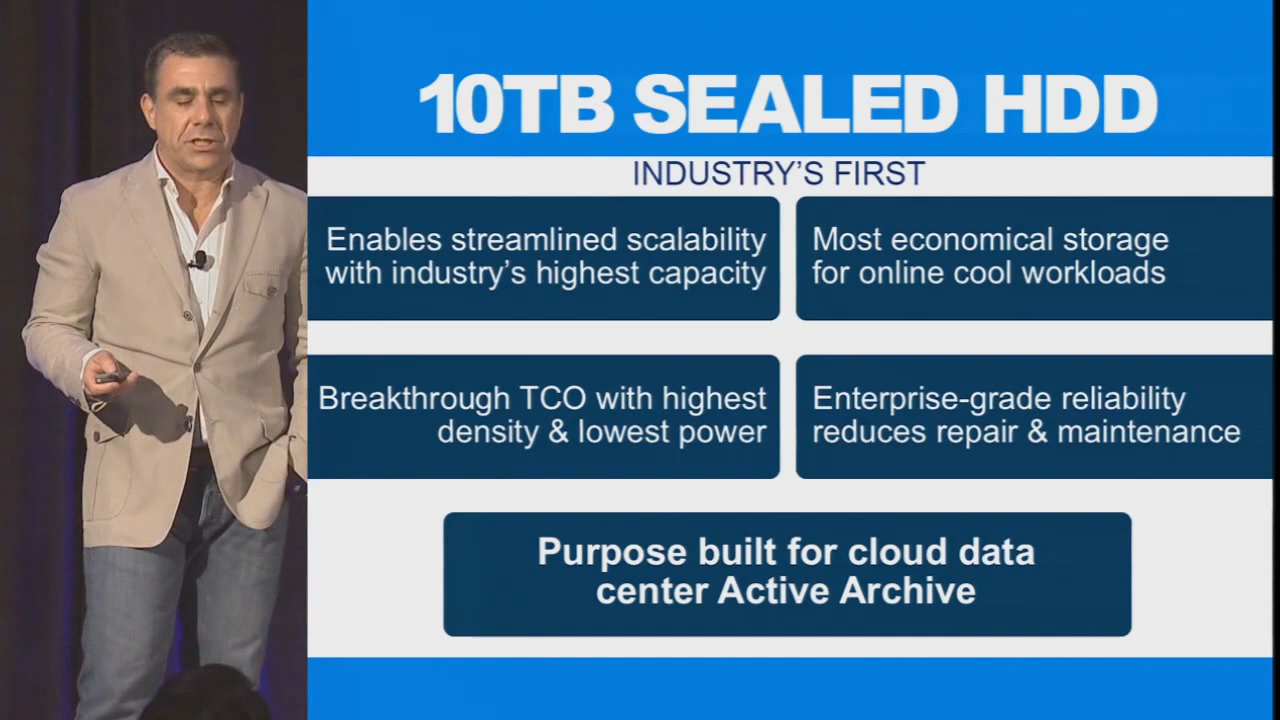 10TB SEALED HDD
INDUSTRY'S FIRST
Enables streamlined scalability
with industry's highest capacity
Most economical storage
for online cool workloads
Breakthrough TCO with highest
density & lowest power
Enterprise-grade reliability
reduces repair & maintenance
Purpose built for cloud data
center Active Archive